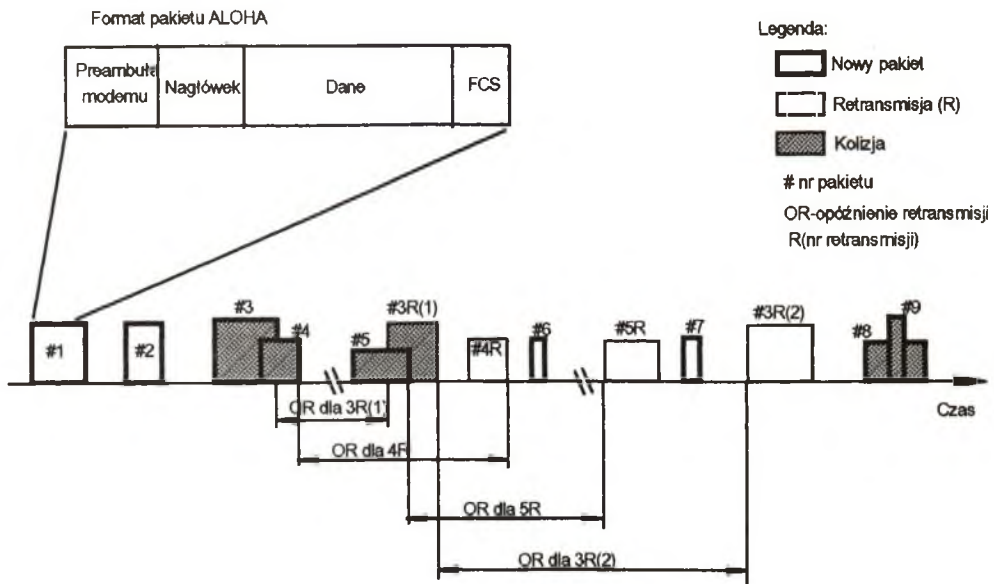 Format pakietu ALOHA
Preambuła modemu
Nagłówek
Dane
FCS
Legenda:
Nowy pakiet
Retransmisja (R)
Kolizja
# nr pakietu
OR-opóźnienie retransmisji
R(nr retransmisji)
#1
#2
#3
#4
#5
#3R(1)
#4R
#6
#5R
#7
#3R(2)
#8
#9
Czas
OR dla 3R(1)
OR dla 4R
OR dla 5R
OR dla 3R(2)